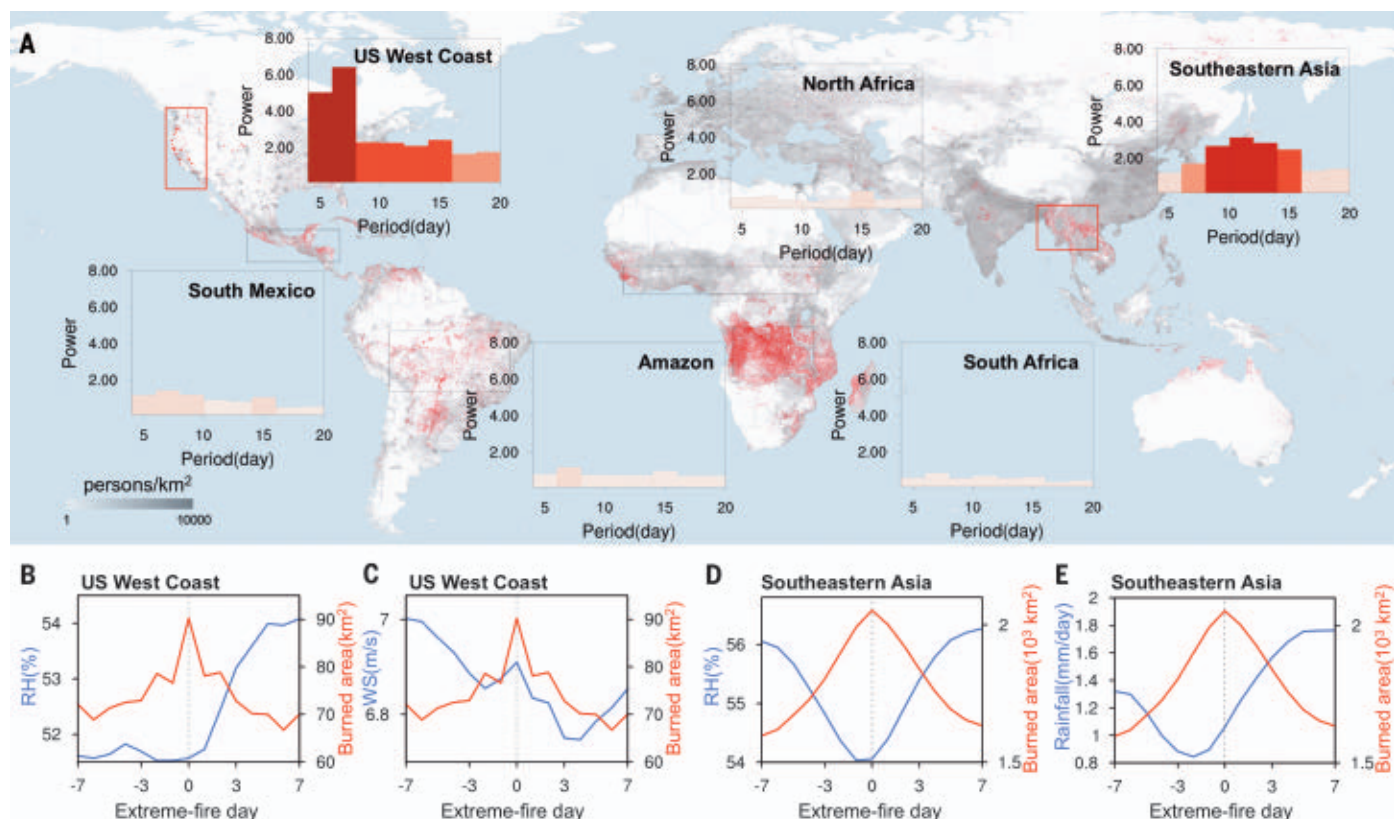 A
US West Coast
8.00
6.00
4.00
2.00
Power
5
10
15
20
Period(day)
North Africa
8.00
6.00
4.00
2.00
Power
5
10
15
20
Period(day)
Southeastern Asia
8.00
6.00
4.00
2.00
Power
5
10
15
20
Period(day)
South Mexico
8.00
6.00
4.00
2.00
Power
5
10
15
20
Period(day)
Amazon
8.00
6.00
4.00
2.00
Power
5
10
15
20
Period(day)
South Africa
8.00
6.00
4.00
2.00
Power
5
10
15
20
Period(day)
persons/km²
1
10000
B
US West Coast
54
53
52
RH(%)
90
80
70
60
Burned area(km²)
-7
-3
0
3
7
Extreme-fire day
C
US West Coast
7
6.8
WS(m/s)
90
80
70
60
Burned area(km²)
-7
-3
0
3
7
Extreme-fire day
D
Southeastern Asia
56
55
54
RH(%)
2
1.5
Burned area(10³ km²)
-7
-3
0
3
7
Extreme-fire day
E
Southeastern Asia
2
1.8
1.6
1.4
1.2
1
0.8
Rainfall(mm/day)
2
1.5
Burned area(10³ km²)
-7
-3
0
3
7
Extreme-fire day